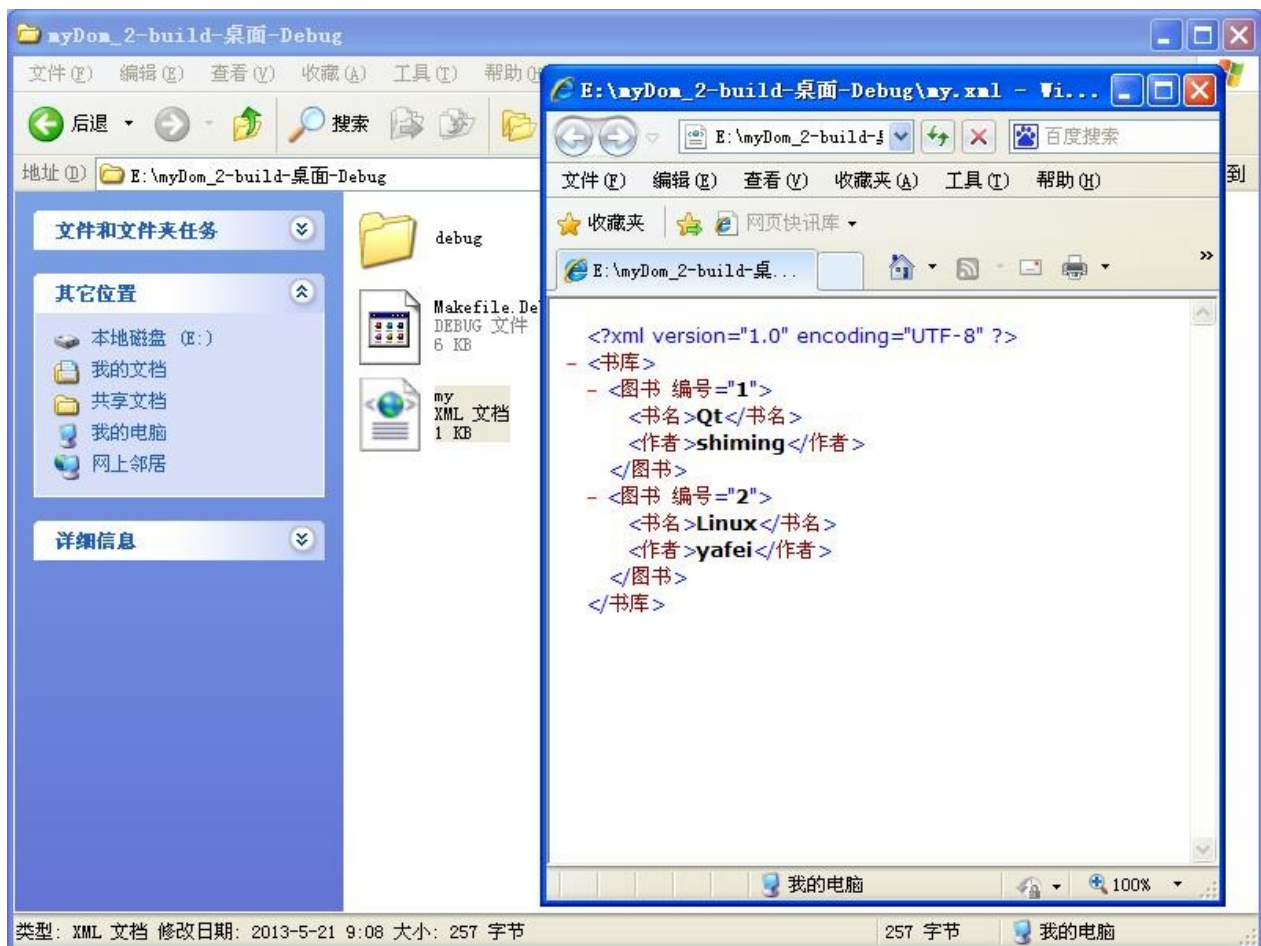 myDom_2-build-桌面-Debug
文件(F) 编辑(E) 查看(V) 收藏(A) 工具(T) 帮助(H
后退 搜索
地址(D) E:\myDom_2-build-桌面-Debug 到
文件和文件夹任务
其它位置
本地磁盘 (E:)
我的文档
共享文档
我的电脑
网上邻居
详细信息
debug
Makefile.De
DEBUG 文件
6 KB
my
XML 文档
1 KB
E:\myDom_2-build-桌面-Debug\my.xml - Wi...
E:\myDom_2-build- 百度搜索
文件(F) 编辑(E) 查看(V) 收藏夹(A) 工具(T) 帮助(H)
收藏夹 网页快讯库
E:\myDom_2-build-桌... »
<?xml version="1.0" encoding="UTF-8" ?>
- <书库>
- <图书 编号="1">
<书名>Qt</书名>
<作者>shiming</作者>
</图书>
- <图书 编号="2">
<书名>Linux</书名>
<作者>yafei</作者>
</图书>
</书库>
我的电脑 100%
类型: XML 文档 修改日期: 2013-5-21 9:08 大小: 257 字节 257 字节 我的电脑